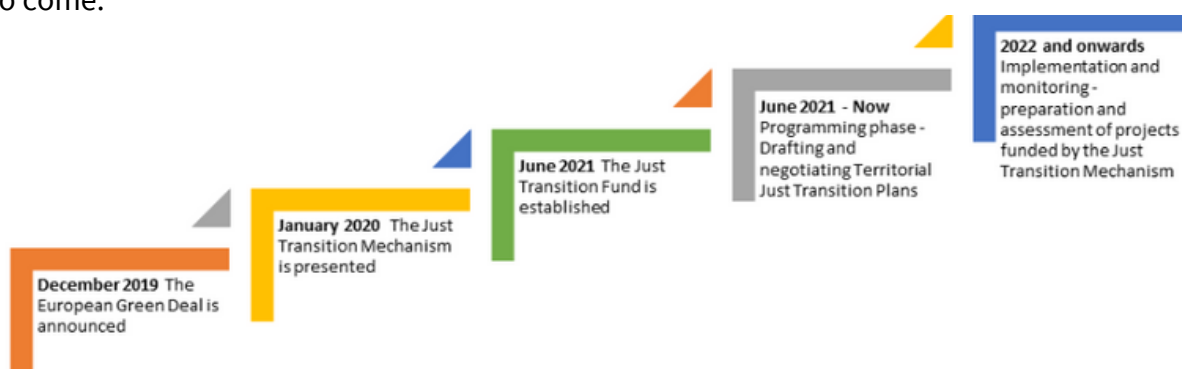 o come.
2022 and onwards
Implementation and
monitoring -
preparation and
assessment of projects
funded by the Just
Transition Mechanism
June 2021 - Now
Programming phase -
Drafting and
negotiating Territorial
Just Transition Plans
June 2021 The Just
Transition Fund is
established
January 2020 The Just
Transition Mechanism
is presented
December 2019 The
European Green Deal is
announced